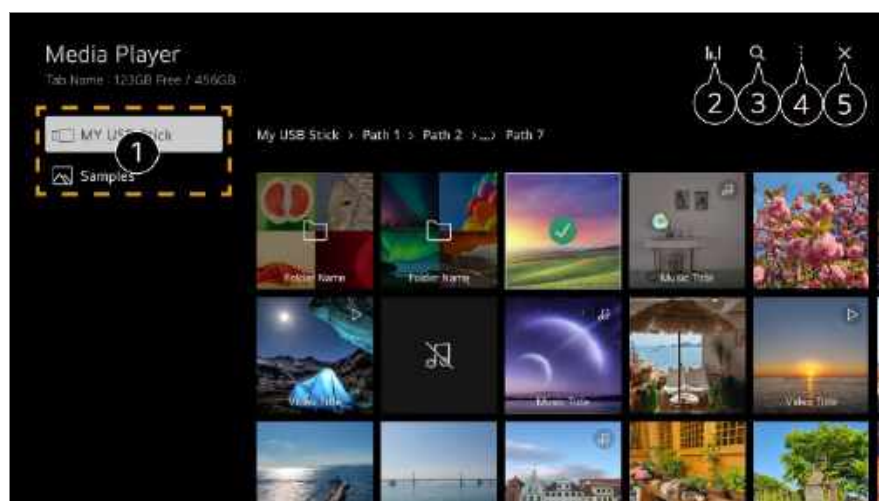 Media Player
Tab Name : 123GB Free / 456GB
2 3 4 5
MY USB Stick
1
My USB Stick > Path 1 > Path 2 >...> Path 7
Samples
Folder Name
Folder Name
Music Title
Video Title
Music Title
Video Title